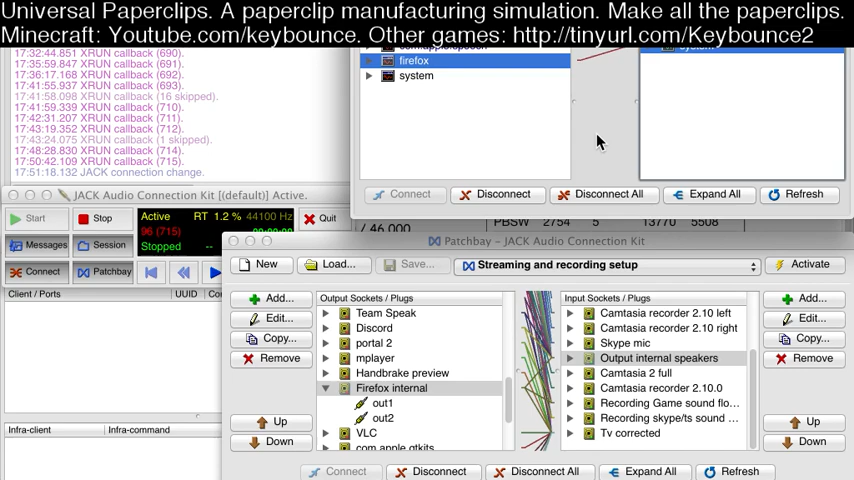 Universal Paperclips. A paperclip manufacturing simulation. Make all the paperclips.
Minecraft: Youtube.com/keybounce. Other games: http://tinyurl.com/Keybounce2
17:32:44.851 XRUN callback (690).
17:35:59.847 XRUN callback (691).
17:36:17.168 XRUN callback (692).
17:41:55.937 XRUN callback (693).
17:41:58.098 XRUN callback (16 skipped).
17:41:59.339 XRUN callback (710).
17:42:31.207 XRUN callback (711).
17:43:19.352 XRUN callback (712).
17:43:24.075 XRUN callback (1 skipped).
17:48:28.830 XRUN callback (714).
17:50:42.109 XRUN callback (715).
17:51:18.132 JACK connection change.
firefox
system
Connect
Disconnect
Disconnect All
Expand All
Refresh
JACK Audio Connection Kit [(default)] Active.
Start
Stop
Active RT 1.2 % 44100 Hz
96 (715)
Stopped --
Quit
Messages
Session
Connect
Patchbay
/ 46,000
PBSW 2754 5 13770 5508
Client / Ports
UUID
Infra-client
Infra-command
Patchbay – JACK Audio Connection Kit
New
Load...
Save...
Streaming and recording setup
Activate
Add...
Edit...
Copy...
Remove
Up
Down
Output Sockets / Plugs
Team Speak
Discord
portal 2
mplayer
Handbrake preview
Firefox internal
out1
out2
VLC
com apple qtkits
Input Sockets / Plugs
Camtasia recorder 2.10 left
Camtasia recorder 2.10 right
Skype mic
Output internal speakers
Camtasia 2 full
Camtasia recorder 2.10.0
Recording Game sound flo...
Recording skype/ts sound ...
Tv corrected
Add...
Edit...
Copy...
Remove
Up
Down
Connect
Disconnect
Disconnect All
Expand All
Refresh